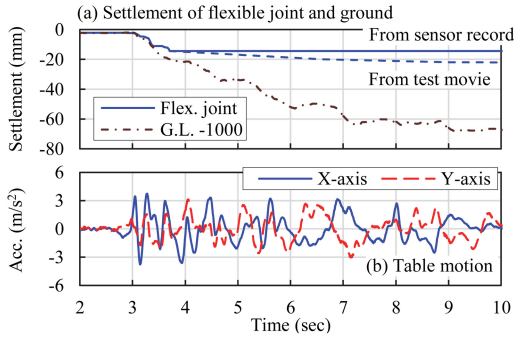 (a) Settlement of flexible joint and ground
0
-20
-40
-60
-80
Settlement (mm)
From sensor record
From test movie
Flex. joint
G.L. -1000
6
3
0
-3
-6
Acc. (m/s²)
X-axis
Y-axis
(b) Table motion
2 3 4 5 6 7 8 9 10
Time (sec)